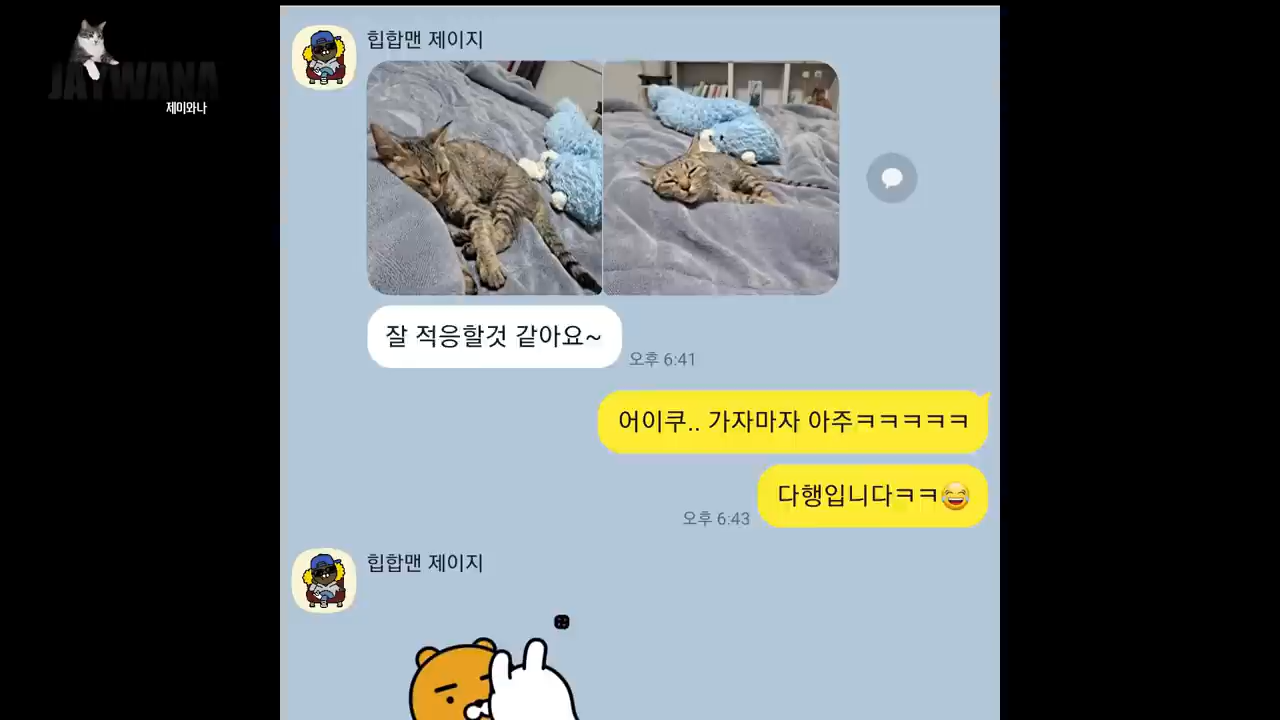 JAYWANA
제이와나
힙합맨 제이지
잘 적응할것 같아요~
오후 6:41
어이쿠.. 가자마자 아주ㅋㅋㅋㅋㅋ
다행입니다ㅋㅋ😂
오후 6:43
힙합맨 제이지